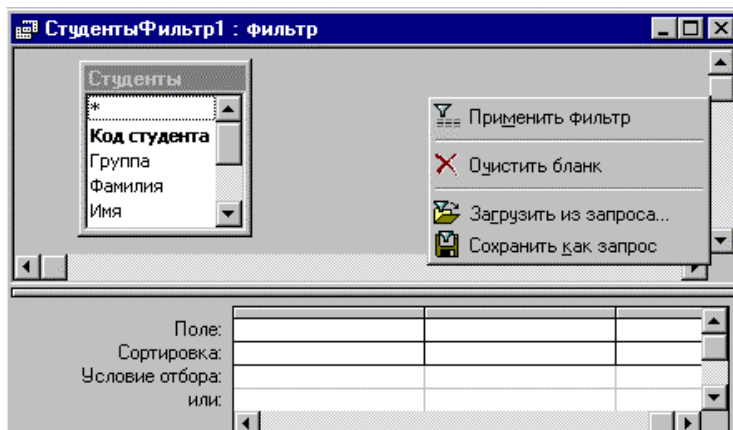 СтудентыФильтр1 : фильтр
Студенты
*
Код студента
Группа
Фамилия
Имя
Применить фильтр
Очистить бланк
Загрузить из запроса...
Сохранить как запрос
Поле:
Сортировка:
Условие отбора:
или: